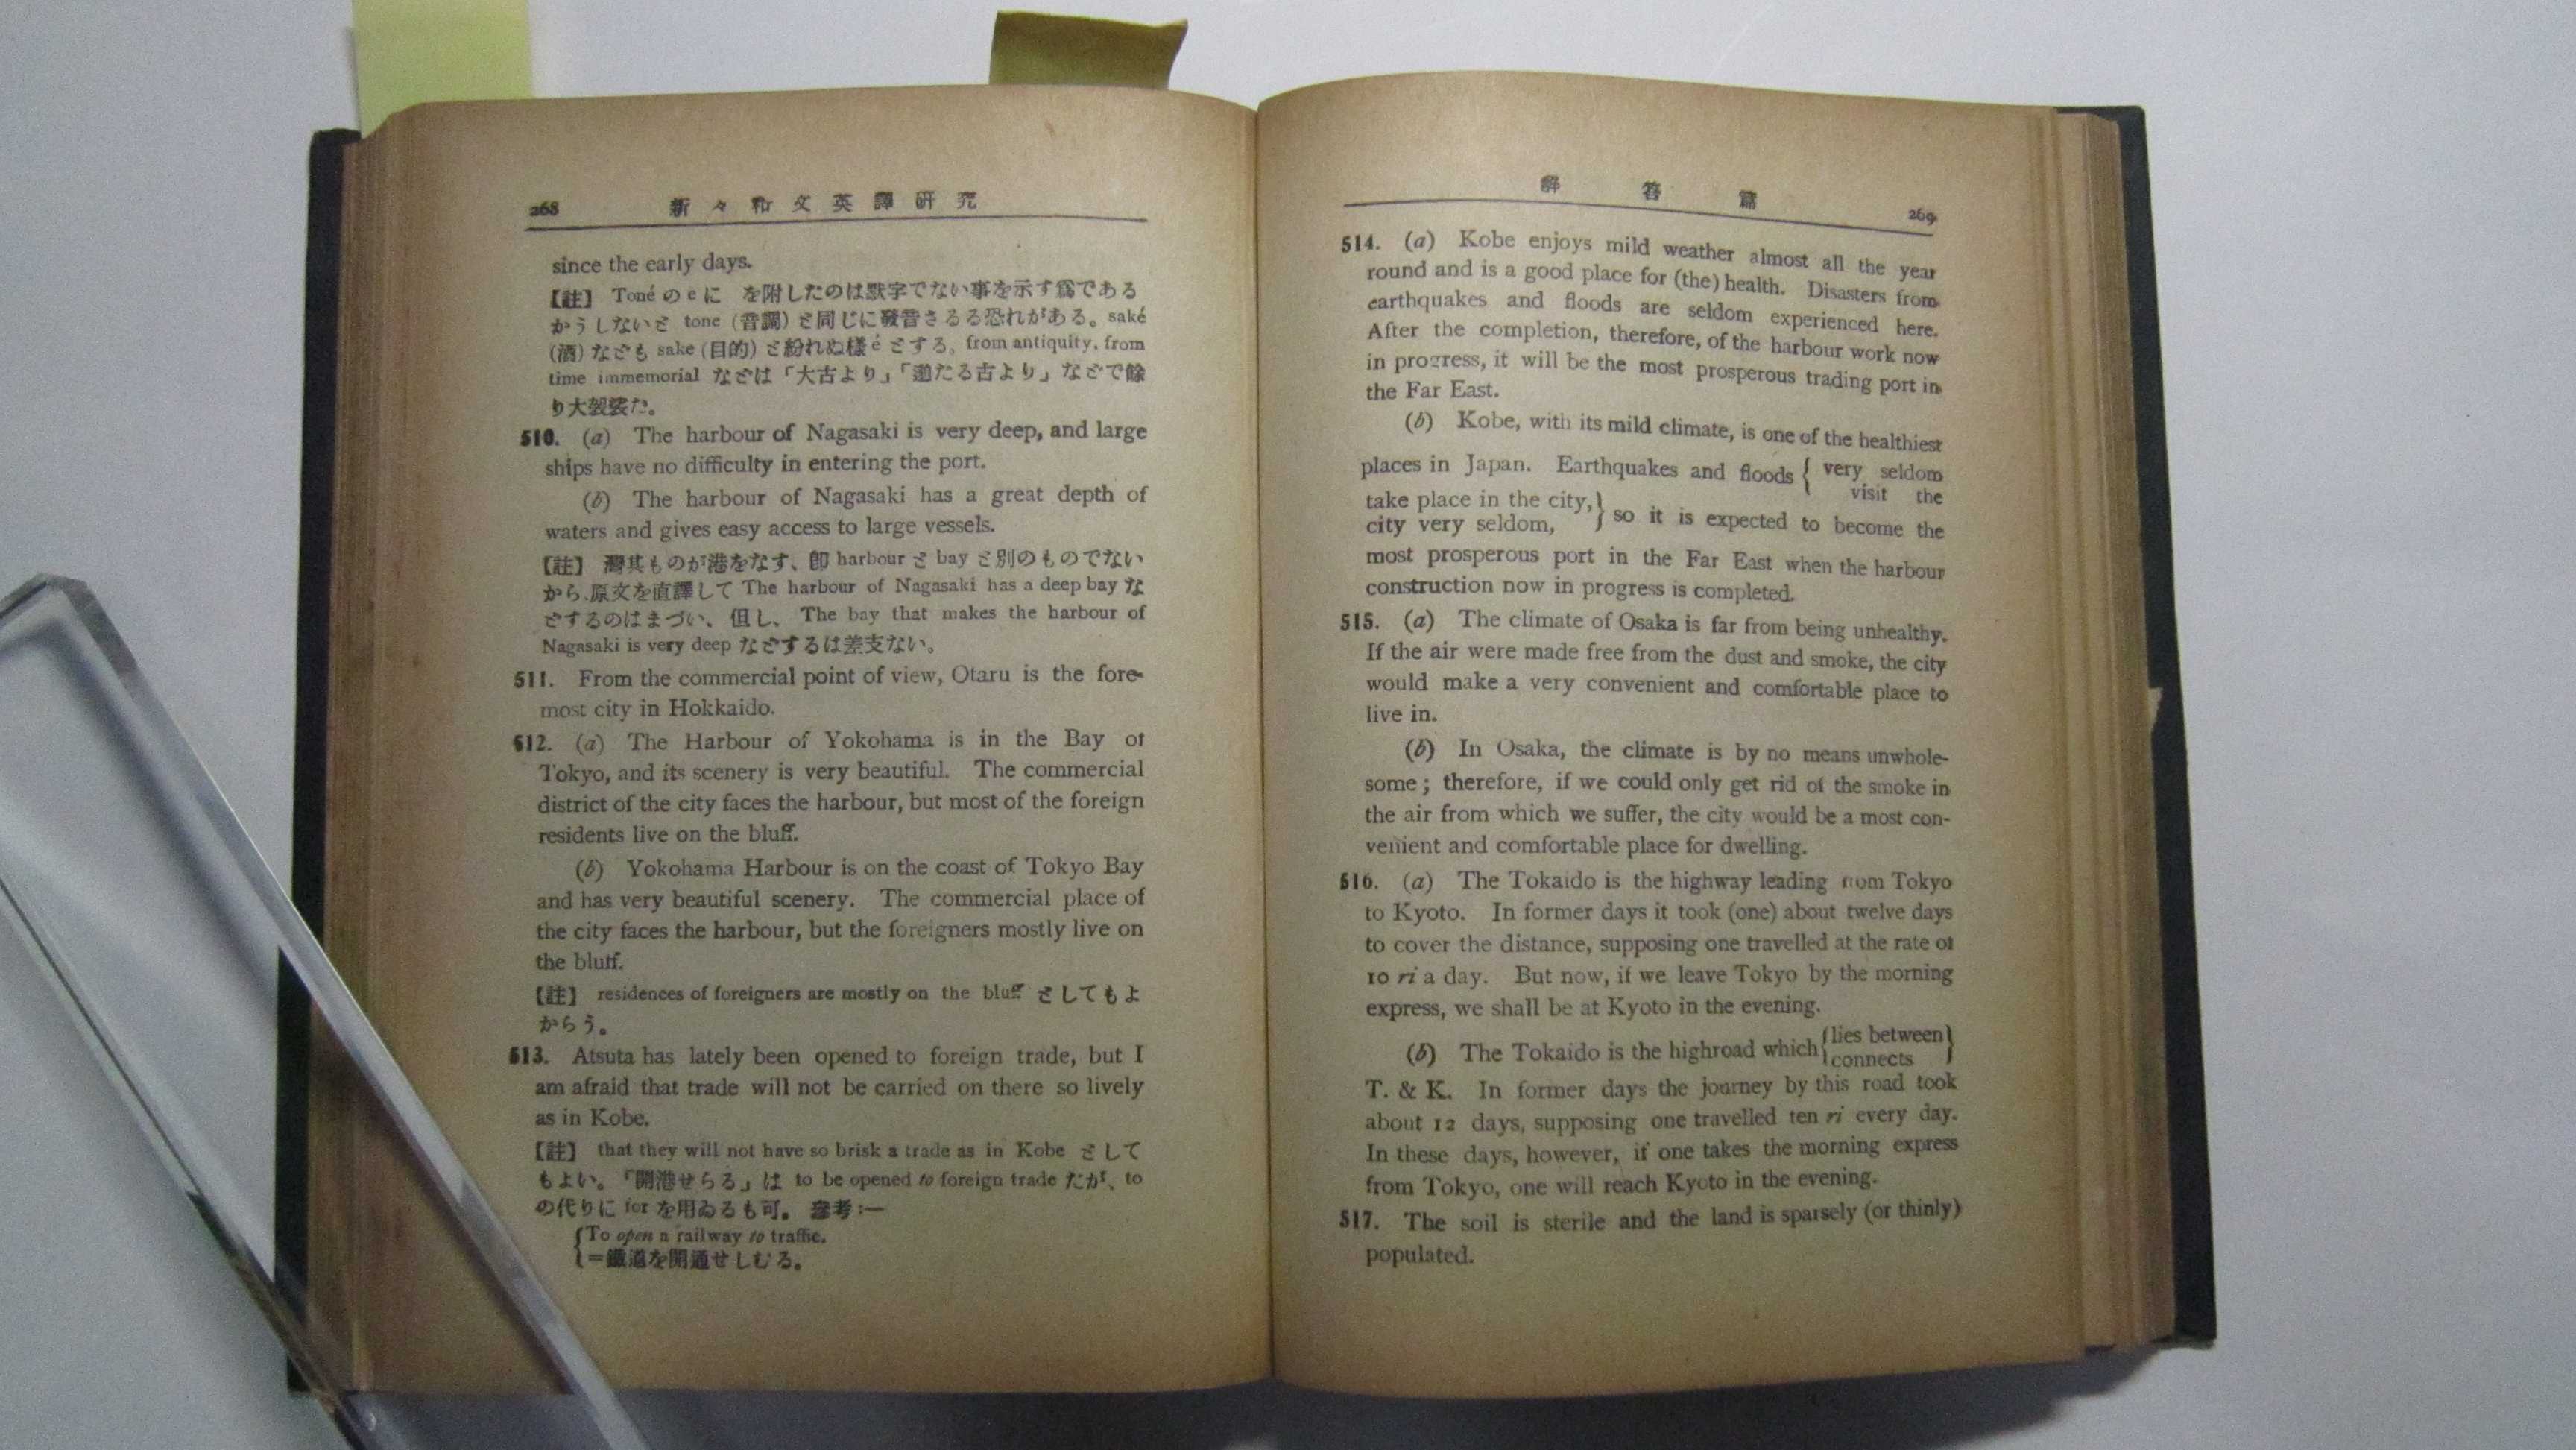 268
新々和文英譯研究
since the early days.
【註】 Toné の e に ゙を附したのは默字でない事を示す爲である
かうしないと tone (音調) と同じに發音さるる恐れがある。saké
(酒) なども sake (目的) と紛れぬ樣 é とする。from antiquity, from
time immemorial などは「大古より」「遡たる古より」などで餘
り大袈裟だ。
510. (a) The harbour of Nagasaki is very deep, and large
ships have no difficulty in entering the port.
(b) The harbour of Nagasaki has a great depth of
waters and gives easy access to large vessels.
【註】 灣其ものが港をなす、卽 harbour と bay と別のものでない
から、原文を直譯して The harbour of Nagasaki has a deep bay な
どするのはまづい、但し、 The bay that makes the harbour of
Nagasaki is very deep などするは差支ない。
511. From the commercial point of view, Otaru is the fore-
most city in Hokkaido.
512. (a) The Harbour of Yokohama is in the Bay of
Tokyo, and its scenery is very beautiful. The commercial
district of the city faces the harbour, but most of the foreign
residents live on the bluff.
(b) Yokohama Harbour is on the coast of Tokyo Bay
and has very beautiful scenery. The commercial place of
the city faces the harbour, but the foreigners mostly live on
the bluff.
【註】 residences of foreigners are mostly on the bluff としてもよ
からう。
513. Atsuta has lately been opened to foreign trade, but I
am afraid that trade will not be carried on there so lively
as in Kobe.
【註】 that they will not have so brisk a trade as in Kobe として
もよい。「開港せらる」は to be opened to foreign trade だが、to
の代りに for を用ゐるも可。 參考:—
{To open a railway to traffic.
{=鐵道を開通せしむる。
解答篇
269
514. (a) Kobe enjoys mild weather almost all the year
round and is a good place for (the) health. Disasters from
earthquakes and floods are seldom experienced here.
After the completion, therefore, of the harbour work now
in progress, it will be the most prosperous trading port in
the Far East.
(b) Kobe, with its mild climate, is one of the healthiest
places in Japan. Earthquakes and floods { very seldom
visit the
take place in the city,
city very seldom, } so it is expected to become the
most prosperous port in the Far East when the harbour
construction now in progress is completed.
515. (a) The climate of Osaka is far from being unhealthy.
If the air were made free from the dust and smoke, the city
would make a very convenient and comfortable place to
live in.
(b) In Osaka, the climate is by no means unwhole-
some; therefore, if we could only get rid of the smoke in
the air from which we suffer, the city would be a most con-
venient and comfortable place for dwelling.
516. (a) The Tokaido is the highway leading from Tokyo
to Kyoto. In former days it took (one) about twelve days
to cover the distance, supposing one travelled at the rate of
10 ri a day. But now, if we leave Tokyo by the morning
express, we shall be at Kyoto in the evening.
(b) The Tokaido is the highroad which {lies between}
{connects }
T. & K. In former days the journey by this road took
about 12 days, supposing one travelled ten ri every day.
In these days, however, if one takes the morning express
from Tokyo, one will reach Kyoto in the evening.
517. The soil is sterile and the land is sparsely (or thinly)
populated.